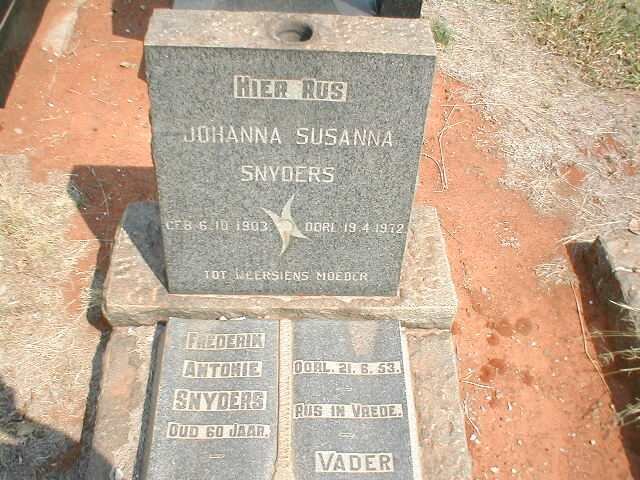 HIER RUS
JOHANNA SUSANNA
SNYDERS
GEB. 6.10.1903. OORL. 19.4.1972
TOT WEERSIENS MOEDER
FREDERIK
ANTONIE
SNYDERS
OUD 60 JAAR.
OORL. 21. 6. 53.
RUS IN VREDE.
VADER